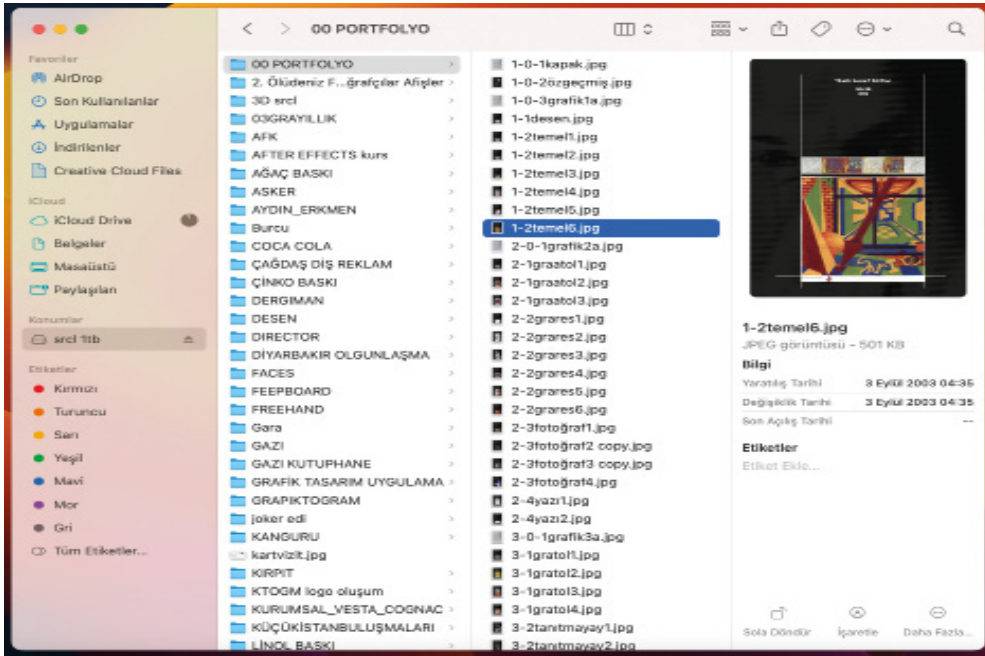 00 PORTFOLYO
Favoriler
AirDrop
Son Kullanılanlar
Uygulamalar
İndirilenler
Creative Cloud Files
iCloud
iCloud Drive
Belgeler
Masaüstü
Paylaşılan
Konumlar
srcl 1tb
Etiketler
Kırmızı
Turuncu
Sarı
Yeşil
Mavi
Mor
Gri
Tüm Etiketler...
00 PORTFOLYO
2. Ölüdeniz F...ğrafçılar Afişler
3D srcl
03GRAYILLIK
AFK
AFTER EFFECTS kurs
AĞAÇ BASKI
ASKER
AYDIN_ERKMEN
Burcu
COCA COLA
ÇAĞDAŞ DİŞ REKLAM
ÇİNKO BASKI
DERGIMAN
DESEN
DIRECTOR
DİYARBAKIR OLGUNLAŞMA
FACES
FEEPBOARD
FREEHAND
Gara
GAZI
GAZI KUTUPHANE
GRAFİK TASARIM UYGULAMA
GRAPIKTOGRAM
joker edi
KANGURU
kartvizit.jpg
KIRPIT
KTOGM logo oluşum
KURUMSAL_VESTA_COGNAC
KÜÇÜKİSTANBULUŞMALARI
LİNOL BASKI
1-0-1kapak.jpg
1-0-2özgeçmiş.jpg
1-0-3grafik1a.jpg
1-1desen.jpg
1-2temel1.jpg
1-2temel2.jpg
1-2temel3.jpg
1-2temel4.jpg
1-2temel5.jpg
1-2temel6.jpg
2-0-1grafik2a.jpg
2-1graatol1.jpg
2-1graatol2.jpg
2-1graatol3.jpg
2-2grares1.jpg
2-2grares2.jpg
2-2grares3.jpg
2-2grares4.jpg
2-2grares5.jpg
2-2grares6.jpg
2-3fotoğraf1.jpg
2-3fotoğraf2 copy.jpg
2-3fotoğraf3 copy.jpg
2-3fotoğraf4.jpg
2-4yazı1.jpg
2-4yazı2.jpg
3-0-1grafik3a.jpg
3-1gratol1.jpg
3-1gratol2.jpg
3-1gratol3.jpg
3-1gratol4.jpg
3-2tanıtmayay1.jpg
3-2tanıtmayay2.jpg
1-2temel6.jpg
JPEG görüntüsü - 501 KB
Bilgi
Yaratılış Tarihi 3 Eylül 2003 04:35
Değişiklik Tarihi 3 Eylül 2003 04:35
Son Açılış Tarihi --
Etiketler
Etiket Ekle...
Sola Döndür İşaretle Daha Fazla...